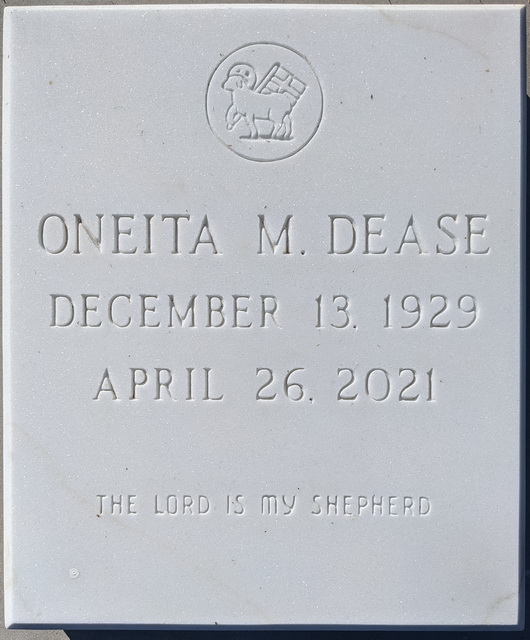 ONEITA M. DEASE
DECEMBER 13, 1929
APRIL 26, 2021
THE LORD IS MY SHEPHERD